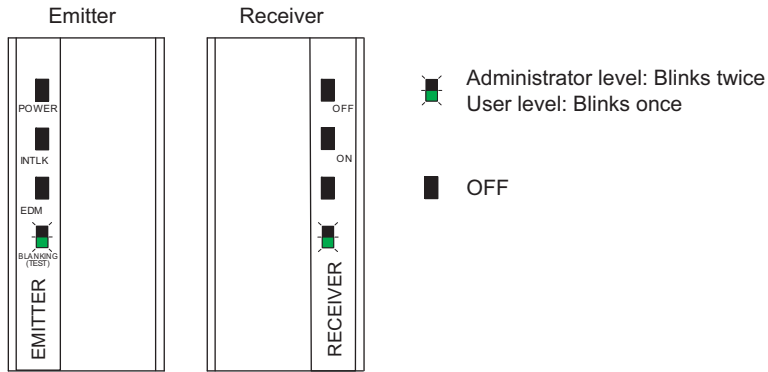 Emitter
Receiver
POWER
INTLK
EDM
BLANKING
(TEST)
EMITTER
OFF
ON
RECEIVER
Administrator level: Blinks twice
User level: Blinks once
OFF